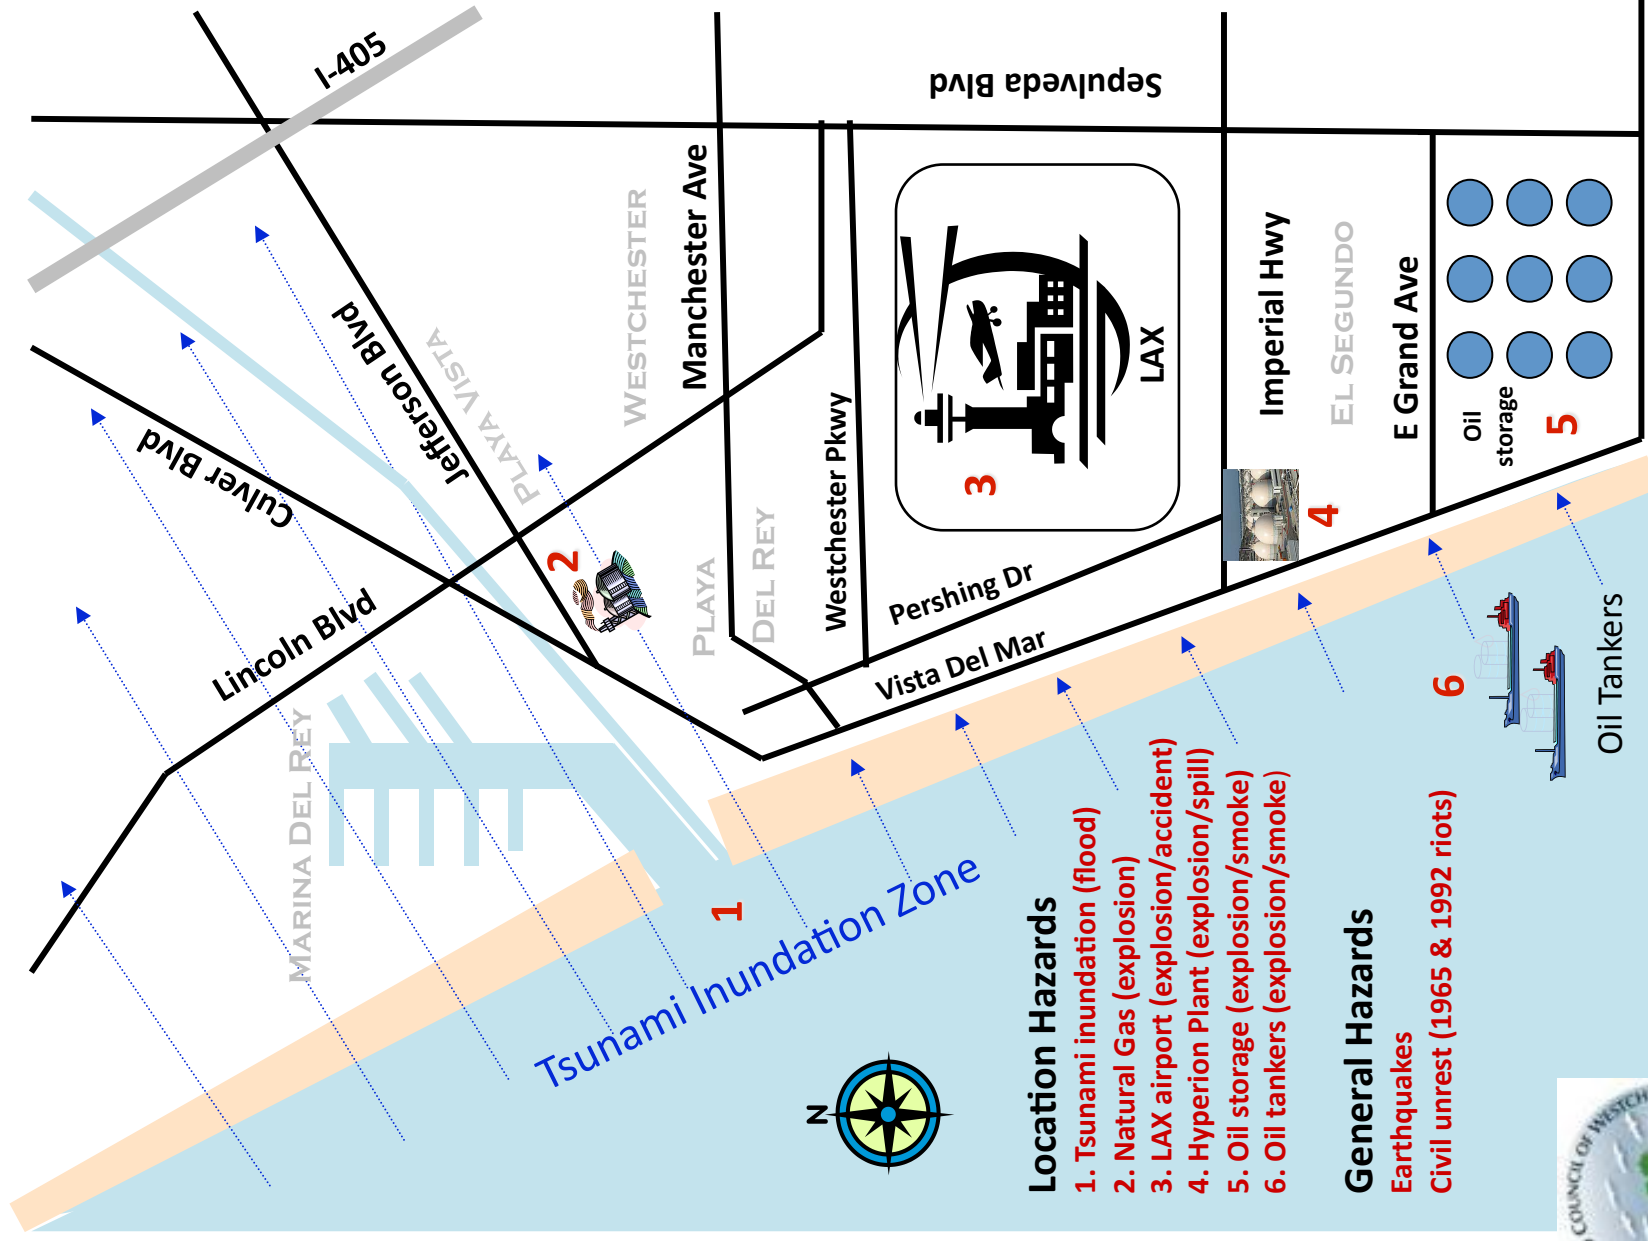 I-405
Sepulveda Blvd
Culver Blvd
Jefferson Blvd
PLAYA VISTA
WESTCHESTER
Manchester Ave
Lincoln Blvd
MARINA DEL REY
PLAYA
DEL REY
Westchester Pkwy
Pershing Dr
Vista Del Mar
LAX
Imperial Hwy
EL SEGUNDO
E Grand Ave
Oil
storage
1
2
3
4
5
6
Oil Tankers
Tsunami Inundation Zone
N
Location Hazards
1. Tsunami inundation (flood)
2. Natural Gas (explosion)
3. LAX airport (explosion/accident)
4. Hyperion Plant (explosion/spill)
5. Oil storage (explosion/smoke)
6. Oil tankers (explosion/smoke)
General Hazards
Earthquakes
Civil unrest (1965 & 1992 riots)
COUNCIL OF